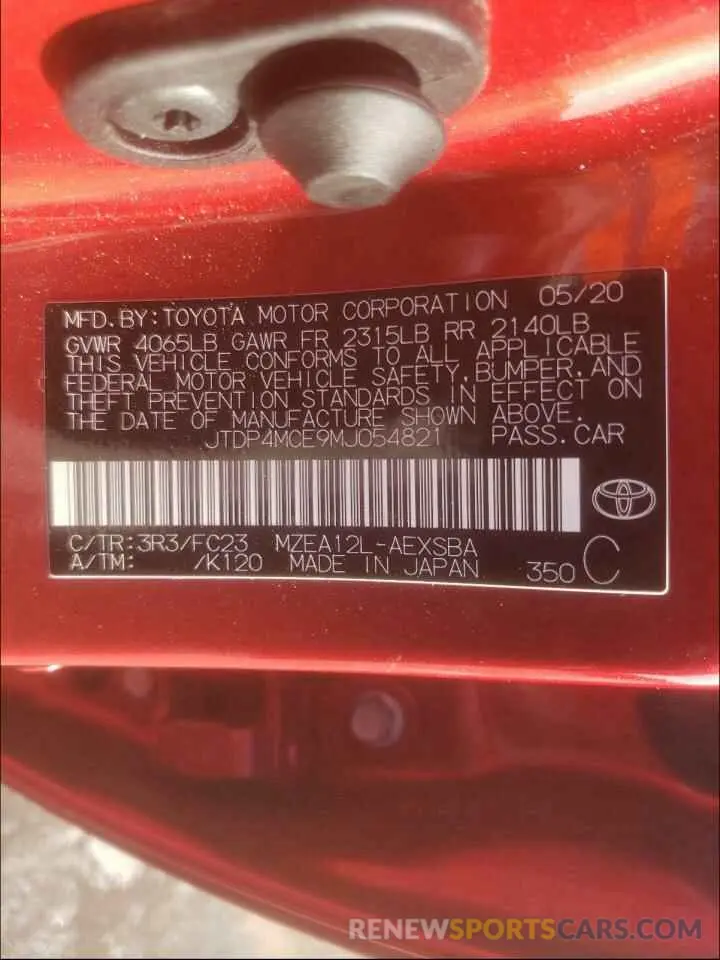 MFD.BY:TOYOTA MOTOR CORPORATION 05/20
GVWR 4065LB GAWR FR 2315LB RR 2140LB
THIS VEHICLE CONFORMS TO ALL APPLICABLE
FEDERAL MOTOR VEHICLE SAFETY,BUMPER,AND
THEFT PREVENTION STANDARDS IN EFFECT ON
THE DATE OF MANUFACTURE SHOWN ABOVE.
JTDP4MCE9MJ054821 PASS.CAR
C/TR:3R3/FC23 MZEA12L-AEXSBA
A/TM: /K120 MADE IN JAPAN 350 C
RENEWSPORTSCARS.COM